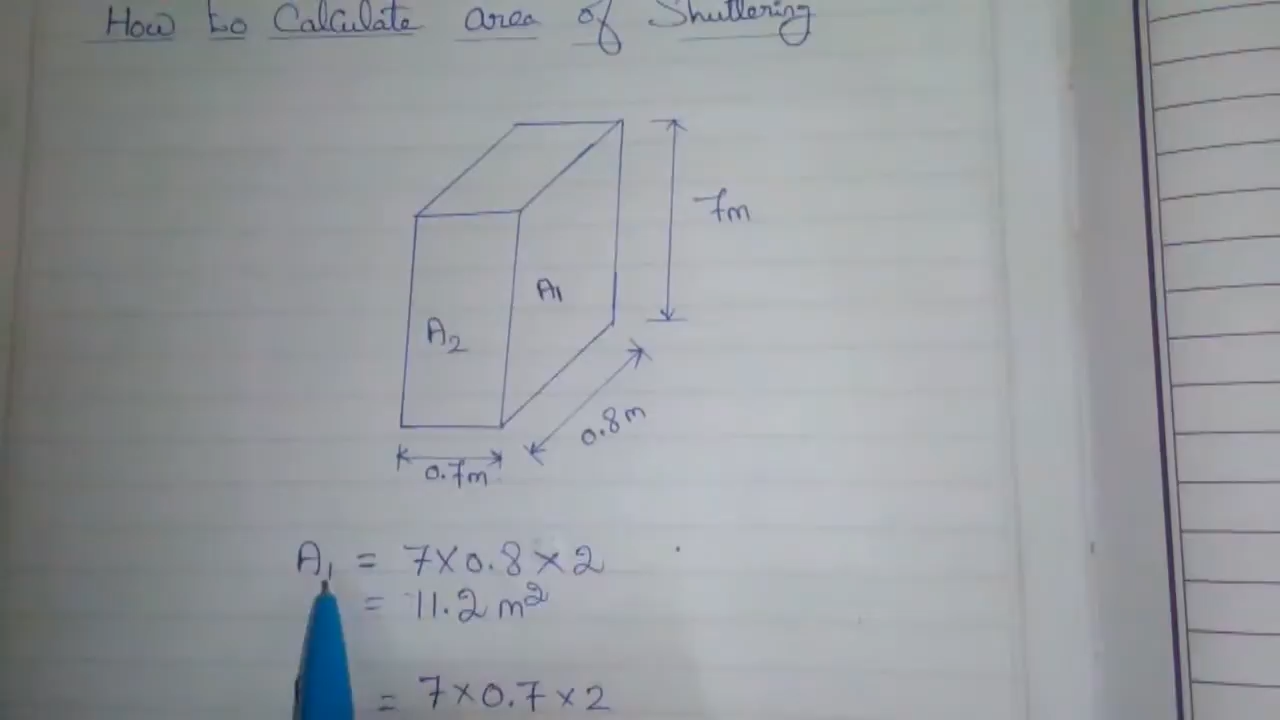 How to Calculate area of Shuttering
7m
A1
A2
0.8m
0.7m
A1 = 7×0.8×2
= 11.2 m²
= 7×0.7×2